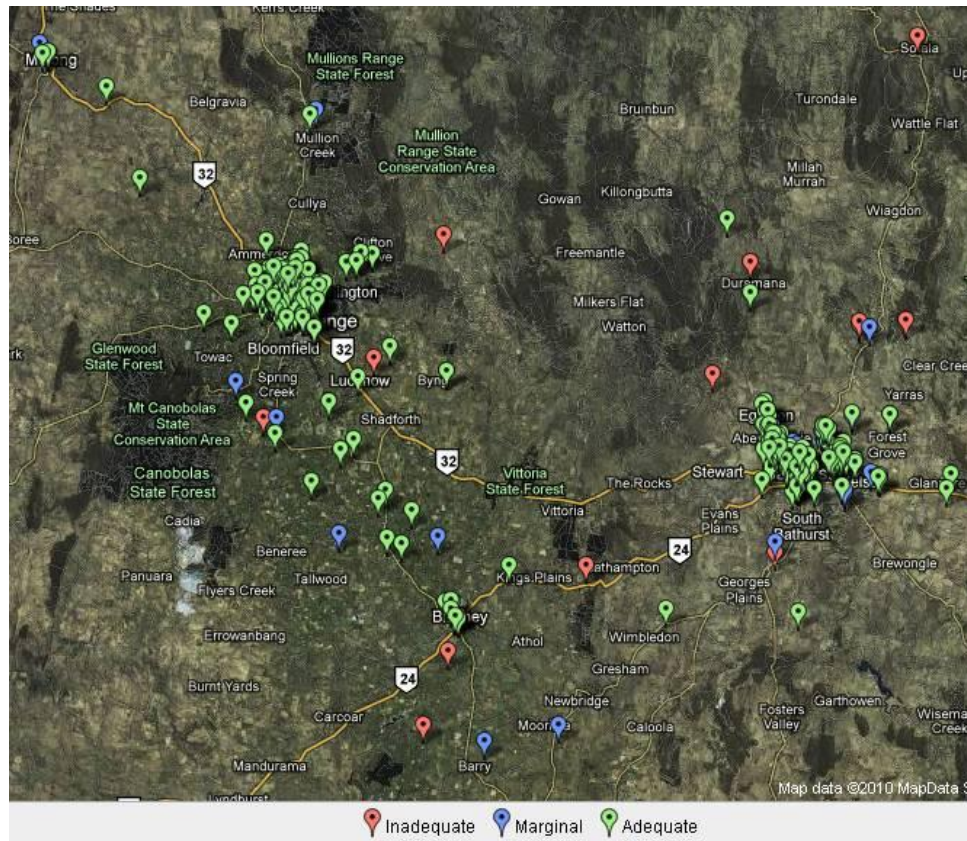 Mullions Range
State Forest
Belgravia
Bruinbun
Turondale
Wattle Flat
Mullion
Creek
Mullion
Range State
Conservation Area
32
Millah
Murrah
Killongbutta
Gowan
Cullya
Wiagdon
Freemantle
Duramana
Milkers Flat
Watton
Bloomfield
32
Glenwood
State Forest
Towac
Spring
Creek
Yarras
Mt Canobolas
State
Conservation Area
Shadforth
Forest
Grove
32
Canobolas
State Forest
Vittoria
State Forest
The Rocks
Stewart
Vittoria
Evans
Plains
South
Bathurst
Cadia
Beneree
24
Brewongle
Panuara
Tallwood
Kings Plains
Georges
Plains
Flyers Creek
Errowanbang
Athol
Wimbledon
Gresham
24
Burnt Yards
Newbridge
Garthowen
Carcoar
Caloola
Fosters
Valley
Mandurama
Barry
Lyndhurst
Map data ©2010 MapData
Inadequate Marginal Adequate